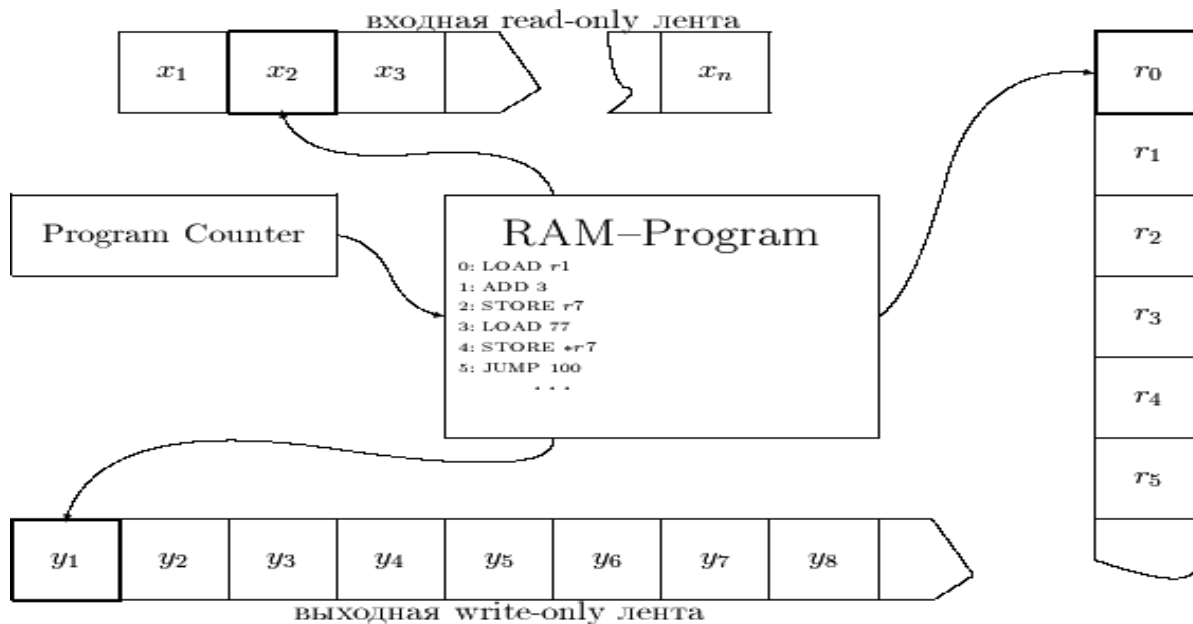 входная read-only лента
x₁ x₂ x₃ xₙ
r₀
r₁
Program Counter
RAM–Program
0: LOAD r1
1: ADD 3
2: STORE r7
3: LOAD 77
4: STORE *r7
5: JUMP 100
. . .
r₂
r₃
r₄
r₅
y₁ y₂ y₃ y₄ y₅ y₆ y₇ y₈
выходная write-only лента